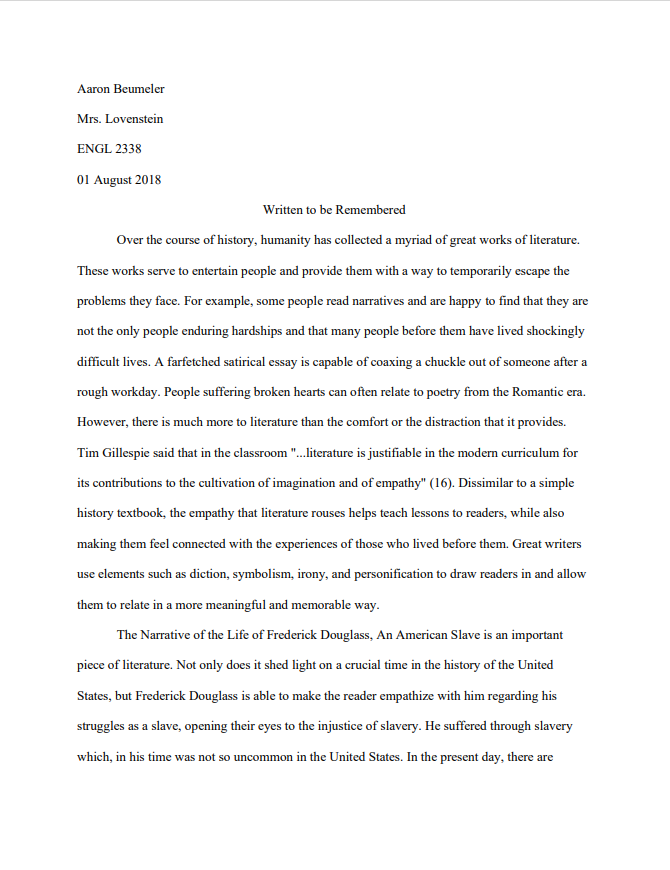 Aaron Beumeler
Mrs. Lovenstein
ENGL 2338
01 August 2018
Written to be Remembered
Over the course of history, humanity has collected a myriad of great works of literature.
These works serve to entertain people and provide them with a way to temporarily escape the
problems they face. For example, some people read narratives and are happy to find that they are
not the only people enduring hardships and that many people before them have lived shockingly
difficult lives. A farfetched satirical essay is capable of coaxing a chuckle out of someone after a
rough workday. People suffering broken hearts can often relate to poetry from the Romantic era.
However, there is much more to literature than the comfort or the distraction that it provides.
Tim Gillespie said that in the classroom "...literature is justifiable in the modern curriculum for
its contributions to the cultivation of imagination and of empathy" (16). Dissimilar to a simple
history textbook, the empathy that literature rouses helps teach lessons to readers, while also
making them feel connected with the experiences of those who lived before them. Great writers
use elements such as diction, symbolism, irony, and personification to draw readers in and allow
them to relate in a more meaningful and memorable way.
The Narrative of the Life of Frederick Douglass, An American Slave is an important
piece of literature. Not only does it shed light on a crucial time in the history of the United
States, but Frederick Douglass is able to make the reader empathize with him regarding his
struggles as a slave, opening their eyes to the injustice of slavery. He suffered through slavery
which, in his time was not so uncommon in the United States. In the present day, there are